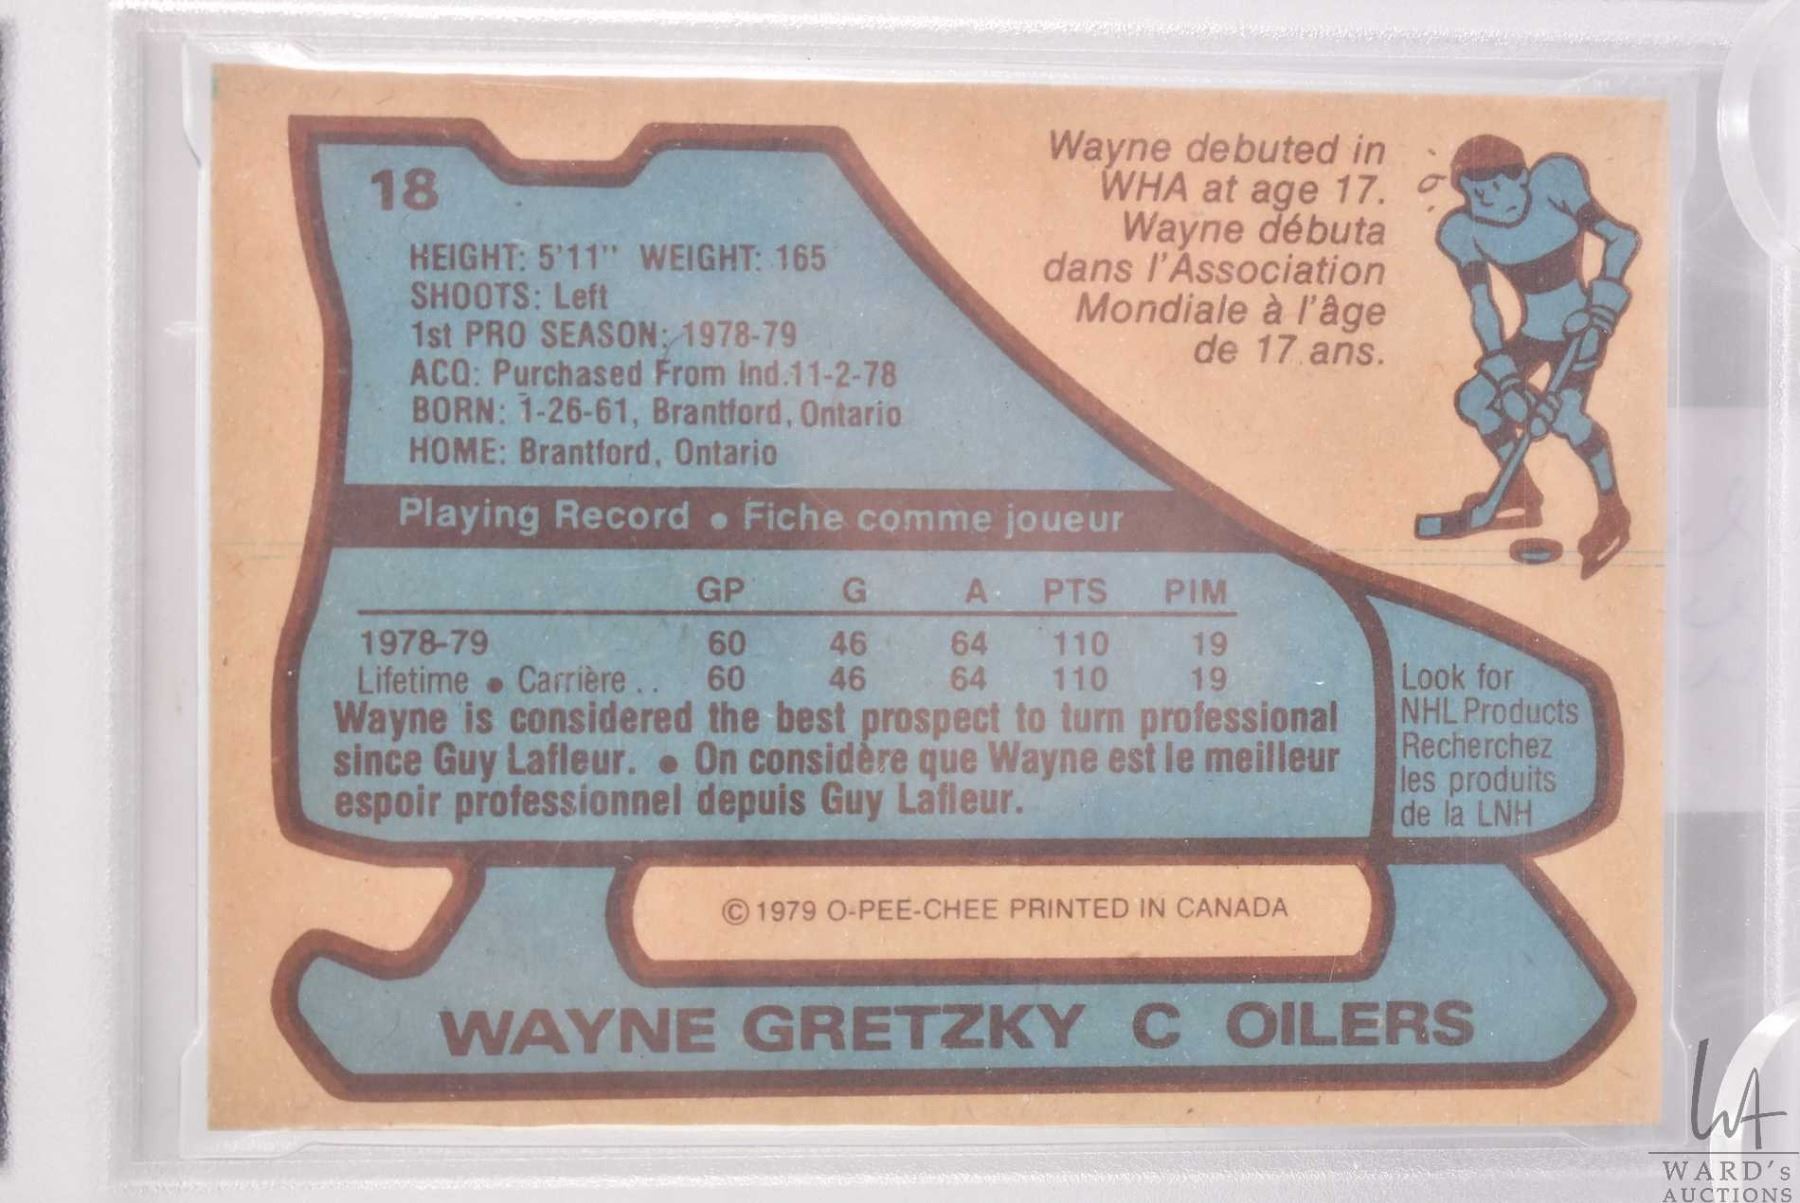 18
HEIGHT: 5'11" WEIGHT: 165
SHOOTS: Left
1st PRO SEASON: 1978-79
ACQ: Purchased From Ind.11-2-78
BORN: 1-26-61, Brantford, Ontario
HOME: Brantford, Ontario
Wayne debuted in
WHA at age 17.
Wayne débuta
dans l'Association
Mondiale à l'âge
de 17 ans.
Playing Record • Fiche comme joueur
GP G A PTS PIM
1978-79 60 46 64 110 19
Lifetime • Carrière .. 60 46 64 110 19
Wayne is considered the best prospect to turn professional
since Guy Lafleur. • On considère que Wayne est le meilleur
espoir professionnel depuis Guy Lafleur.
Look for
NHL Products
Recherchez
les produits
de la LNH
© 1979 O-PEE-CHEE PRINTED IN CANADA
WAYNE GRETZKY C OILERS
WA
WARD's
AUCTIONS